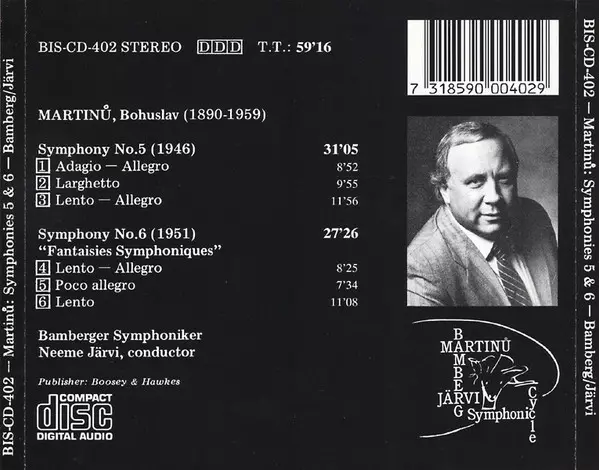 BIS-CD-402 — Martinů: Symphonies 5 & 6 — Bamberg/Järvi
BIS-CD-402 STEREO DDD T.T.: 59'16
7 318590 004029
MARTINŮ, Bohuslav (1890-1959)
Symphony No.5 (1946) 31'05
1 Adagio — Allegro 8'52
2 Larghetto 9'55
3 Lento — Allegro 11'56
Symphony No.6 (1951) 27'26
“Fantaisies Symphoniques”
4 Lento — Allegro 8'25
5 Poco allegro 7'34
6 Lento 11'08
Bamberger Symphoniker
Neeme Järvi, conductor
Publisher: Boosey & Hawkes
COMPACT
disc
DIGITAL AUDIO
BAMBERG
MARTINŮ
JÄRVI
Symphonic
Cycle
BIS-CD-402 — Martinů: Symphonies 5 & 6 — Bamberg/Järvi